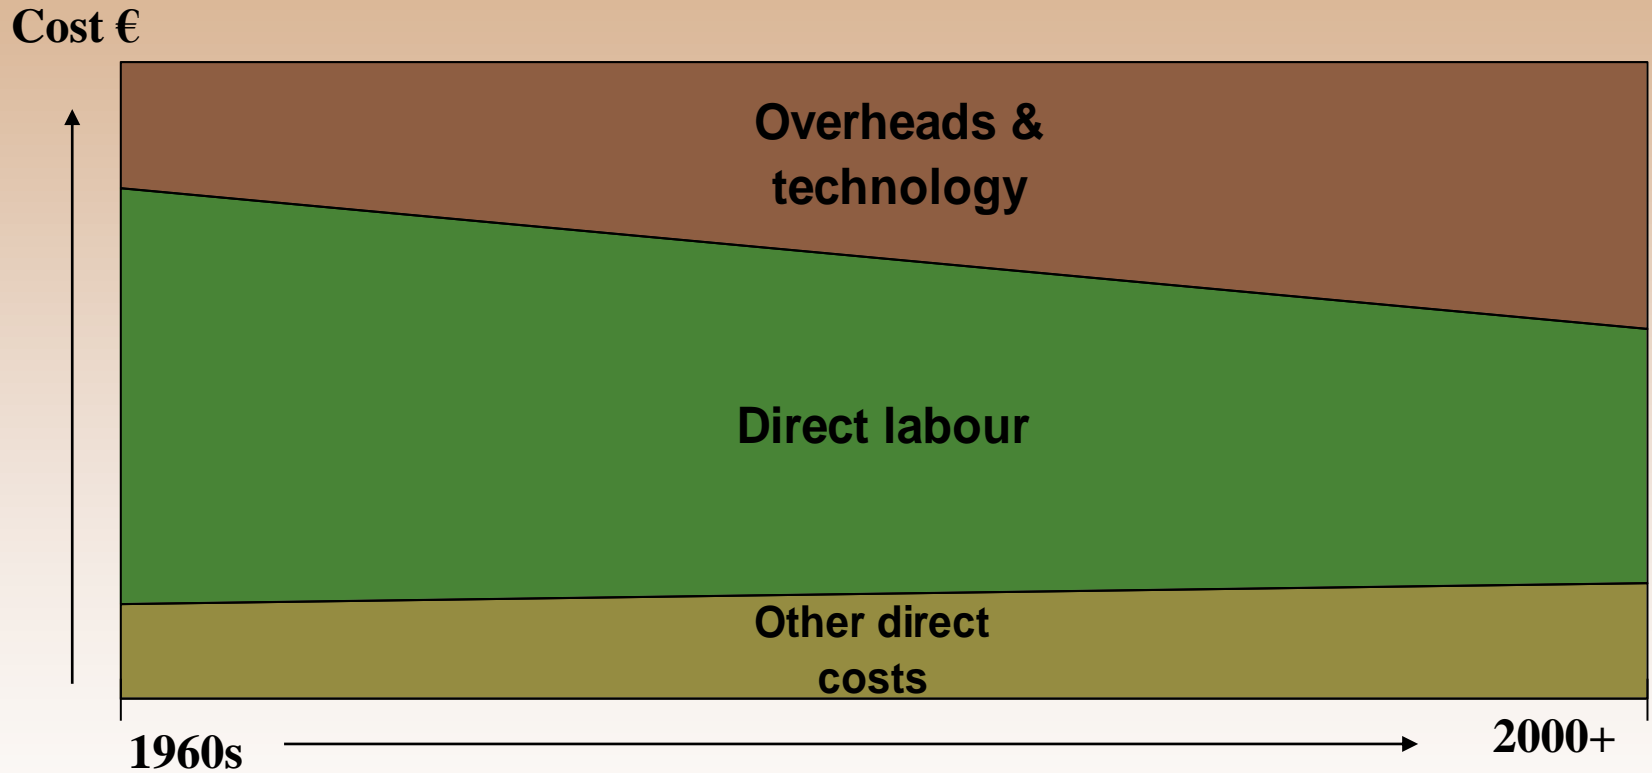 Cost €
Overheads &
technology
Direct labour
Other direct
costs
1960s
2000+